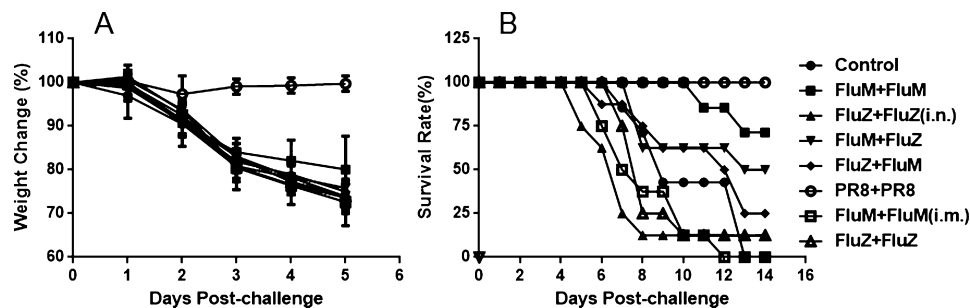 A
Weight Change (%)
110
100
90
80
70
60
0
1
2
3
4
5
6
Days Post-challenge
B
Survival Rate(%)
125
100
75
50
25
0
0
2
4
6
8
10
12
14
16
Days Post-challenge
Control
FluM+FluM
FluZ+FluZ(i.n.)
FluM+FluZ
FluZ+FluM
PR8+PR8
FluM+FluM(i.m.)
FluZ+FluZ